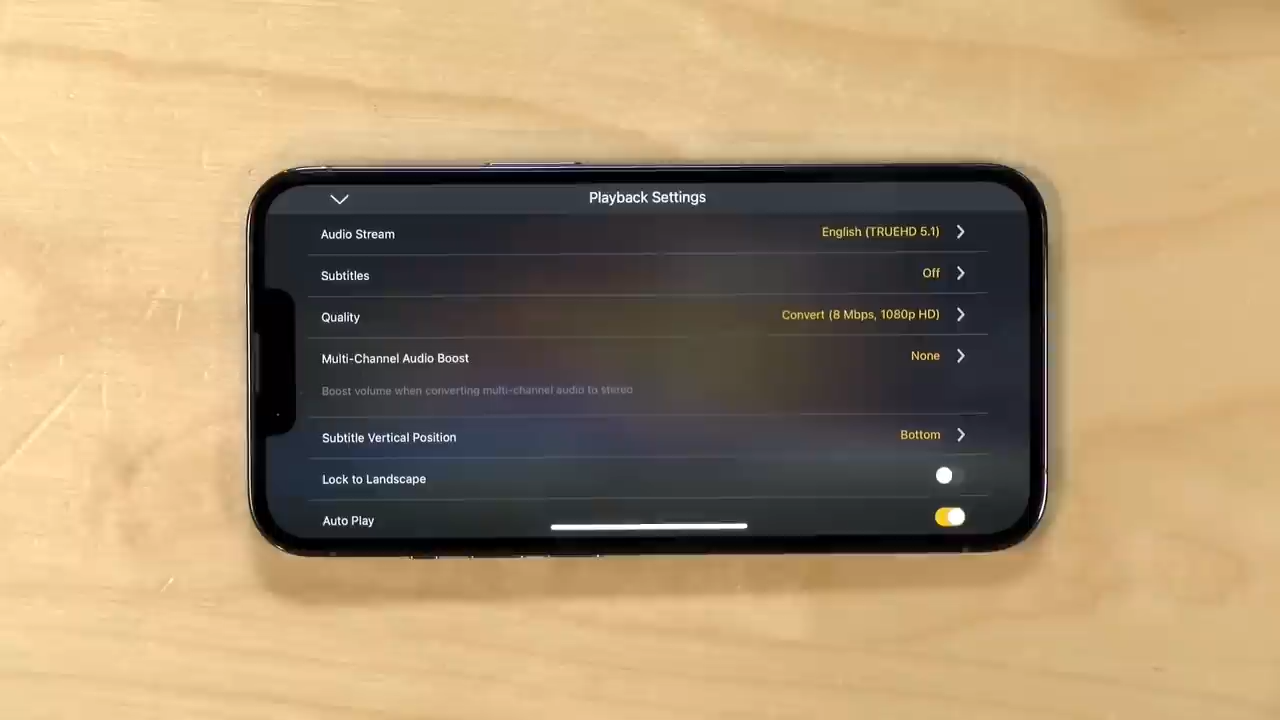 Playback Settings
Audio Stream English (TRUEHD 5.1)
Subtitles Off
Quality Convert (8 Mbps, 1080p HD)
Multi-Channel Audio Boost None
Boost volume when converting multi-channel audio to stereo
Subtitle Vertical Position Bottom
Lock to Landscape
Auto Play